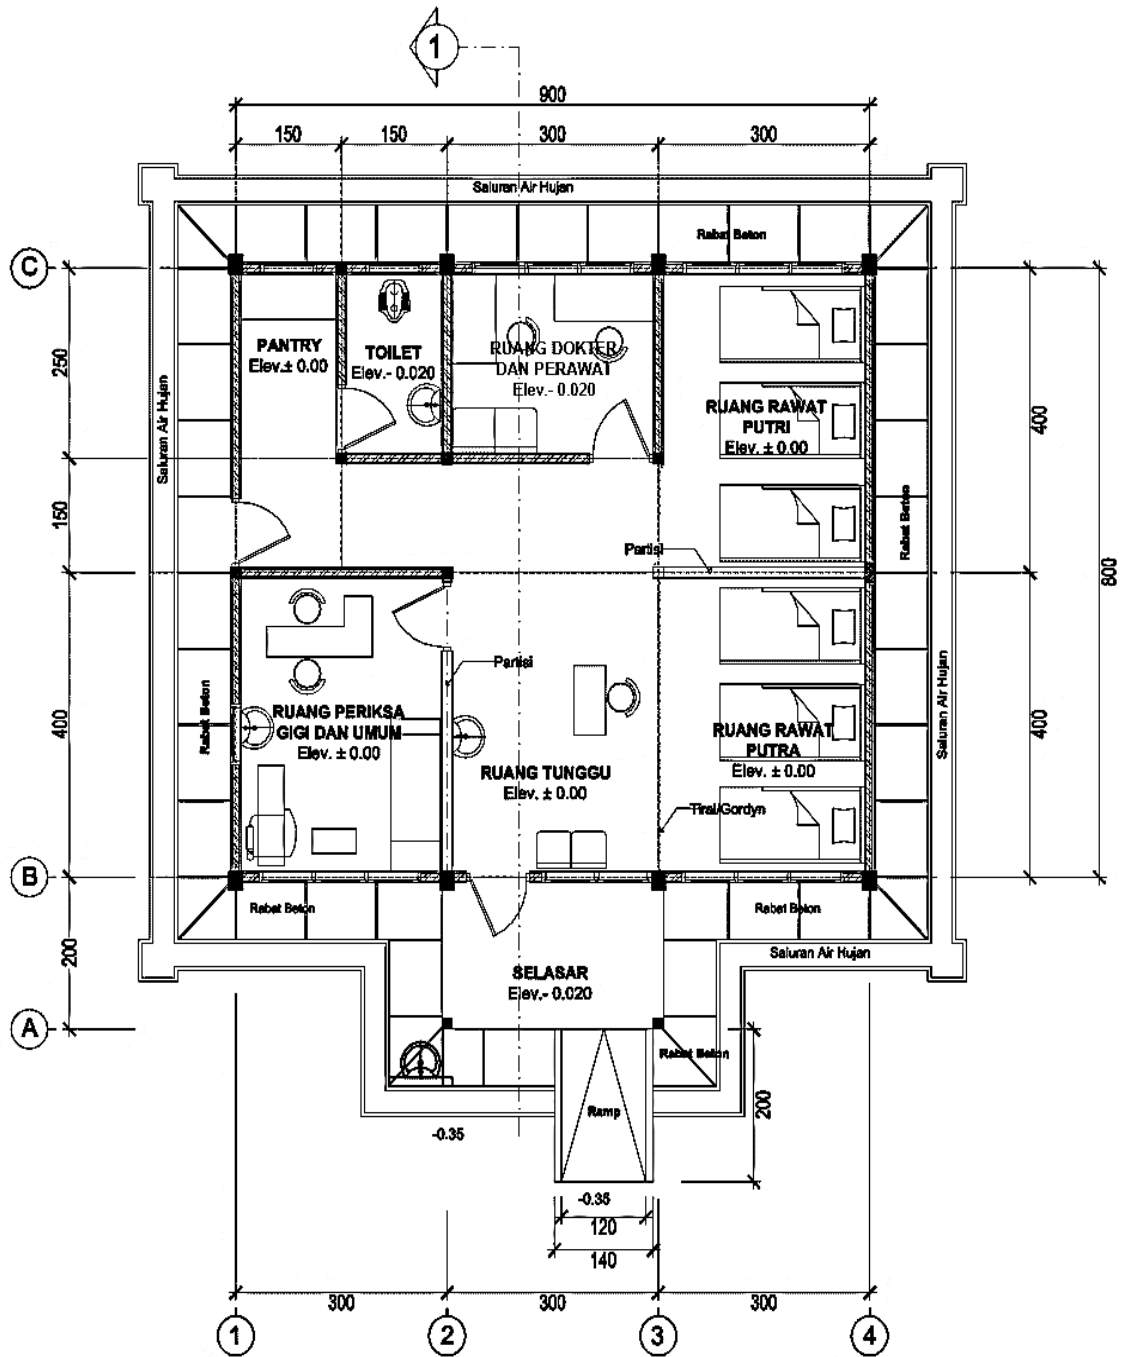 1
900
150
150
300
300
Saluran Air Hujan
Rabat Beton
C
PANTRY
Elev.± 0.00
TOILET
Elev.- 0.020
RUANG DOKTER
DAN PERAWAT
Elev.- 0.020
RUANG RAWAT
PUTRI
Elev. ± 0.00
250
400
Saluran Air Hujan
150
Rabat Beton
Partisi
800
Partisi
400
Rabat Beton
RUANG PERIKSA
GIGI DAN UMUM
Elev. ± 0.00
RUANG TUNGGU
Elev. ± 0.00
RUANG RAWAT
PUTRA
Elev. ± 0.00
400
Saluran Air Hujan
Tirai/Gordyn
B
Rabat Beton
Rabat Beton
200
Saluran Air Hujan
SELASAR
Elev.- 0.020
A
Rabat Beton
Ramp
200
-0.35
-0.35
120
140
300
300
300
1
2
3
4